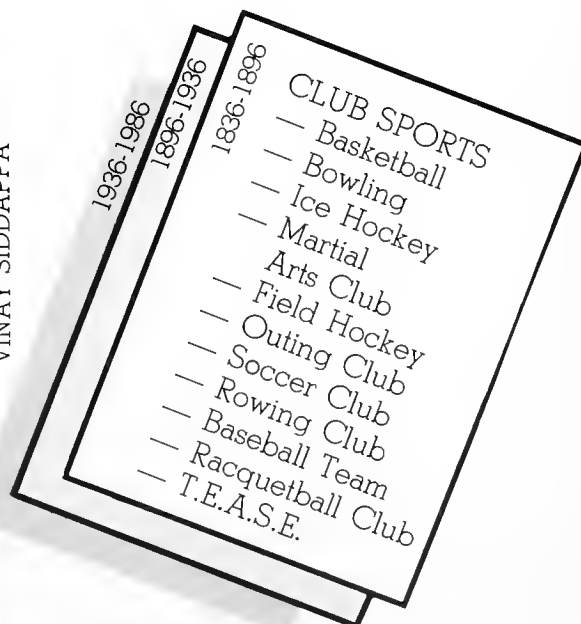 VINAY SIDDAPPA
1936-1986
1896-1936
1836-1896
CLUB SPORTS
— Basketball
— Bowling
— Ice Hockey
— Martial
Arts Club
— Field Hockey
— Outing Club
— Soccer Club
— Rowing Club
— Baseball Team
— Racquetball Club
— T.E.A.S.E.